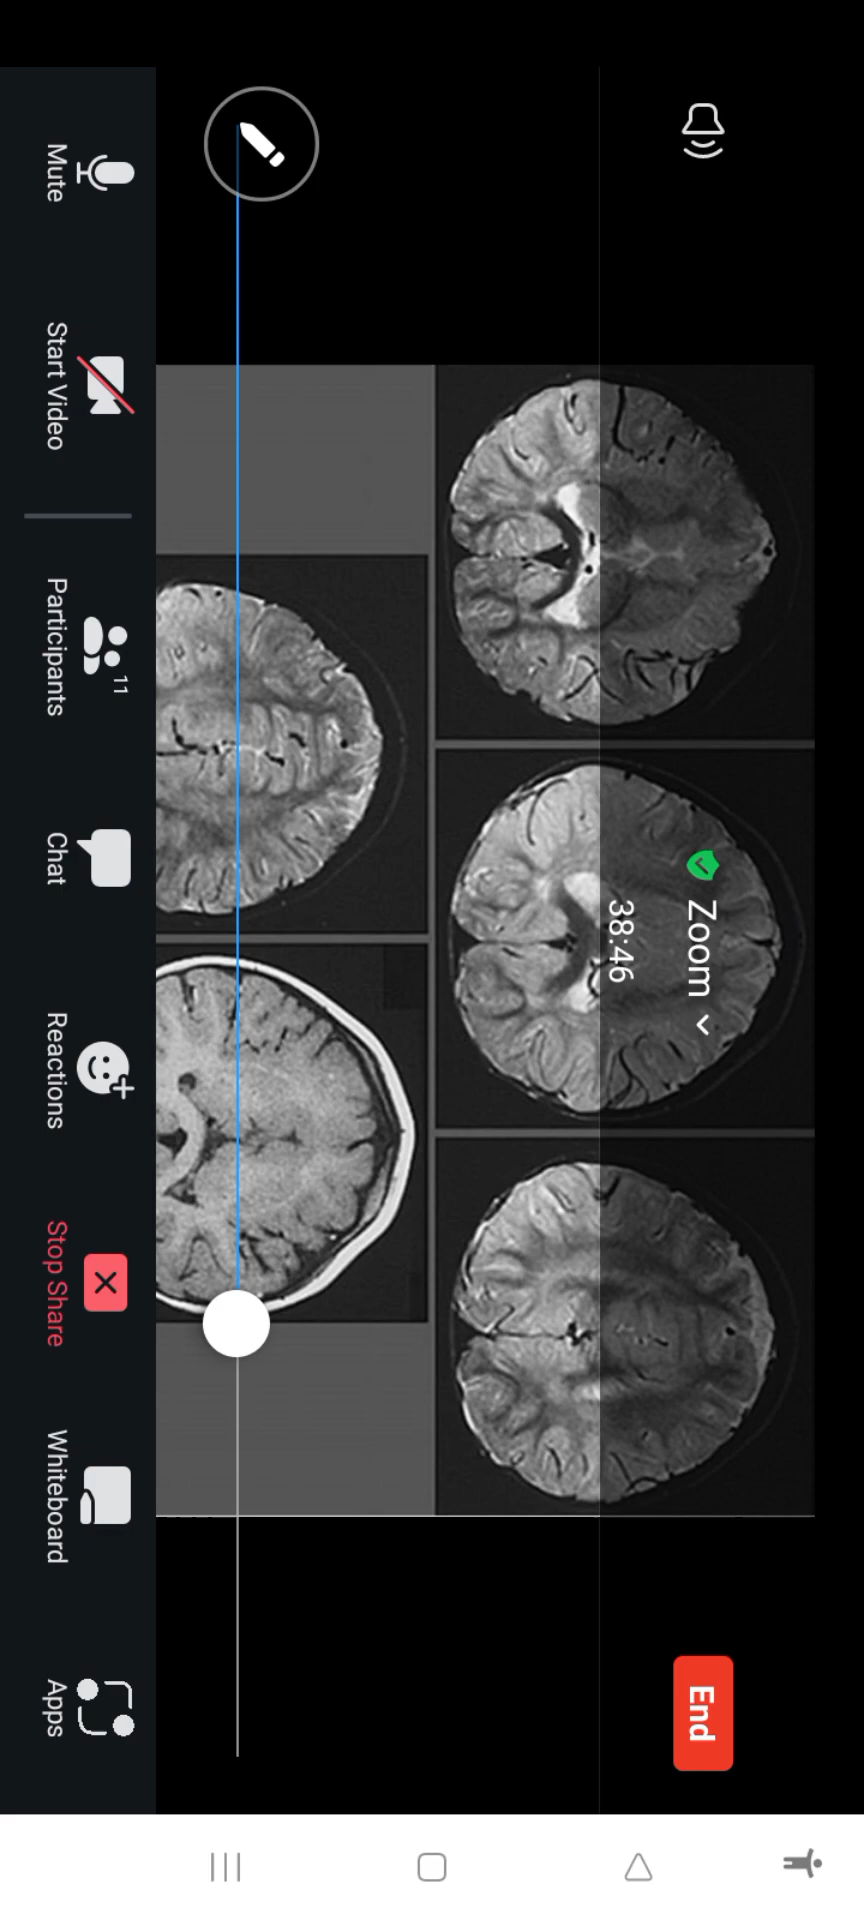 Zoom
38:46
End
Mute
Start Video
Participants
11
Chat
Reactions
Stop Share
Whiteboard
Apps